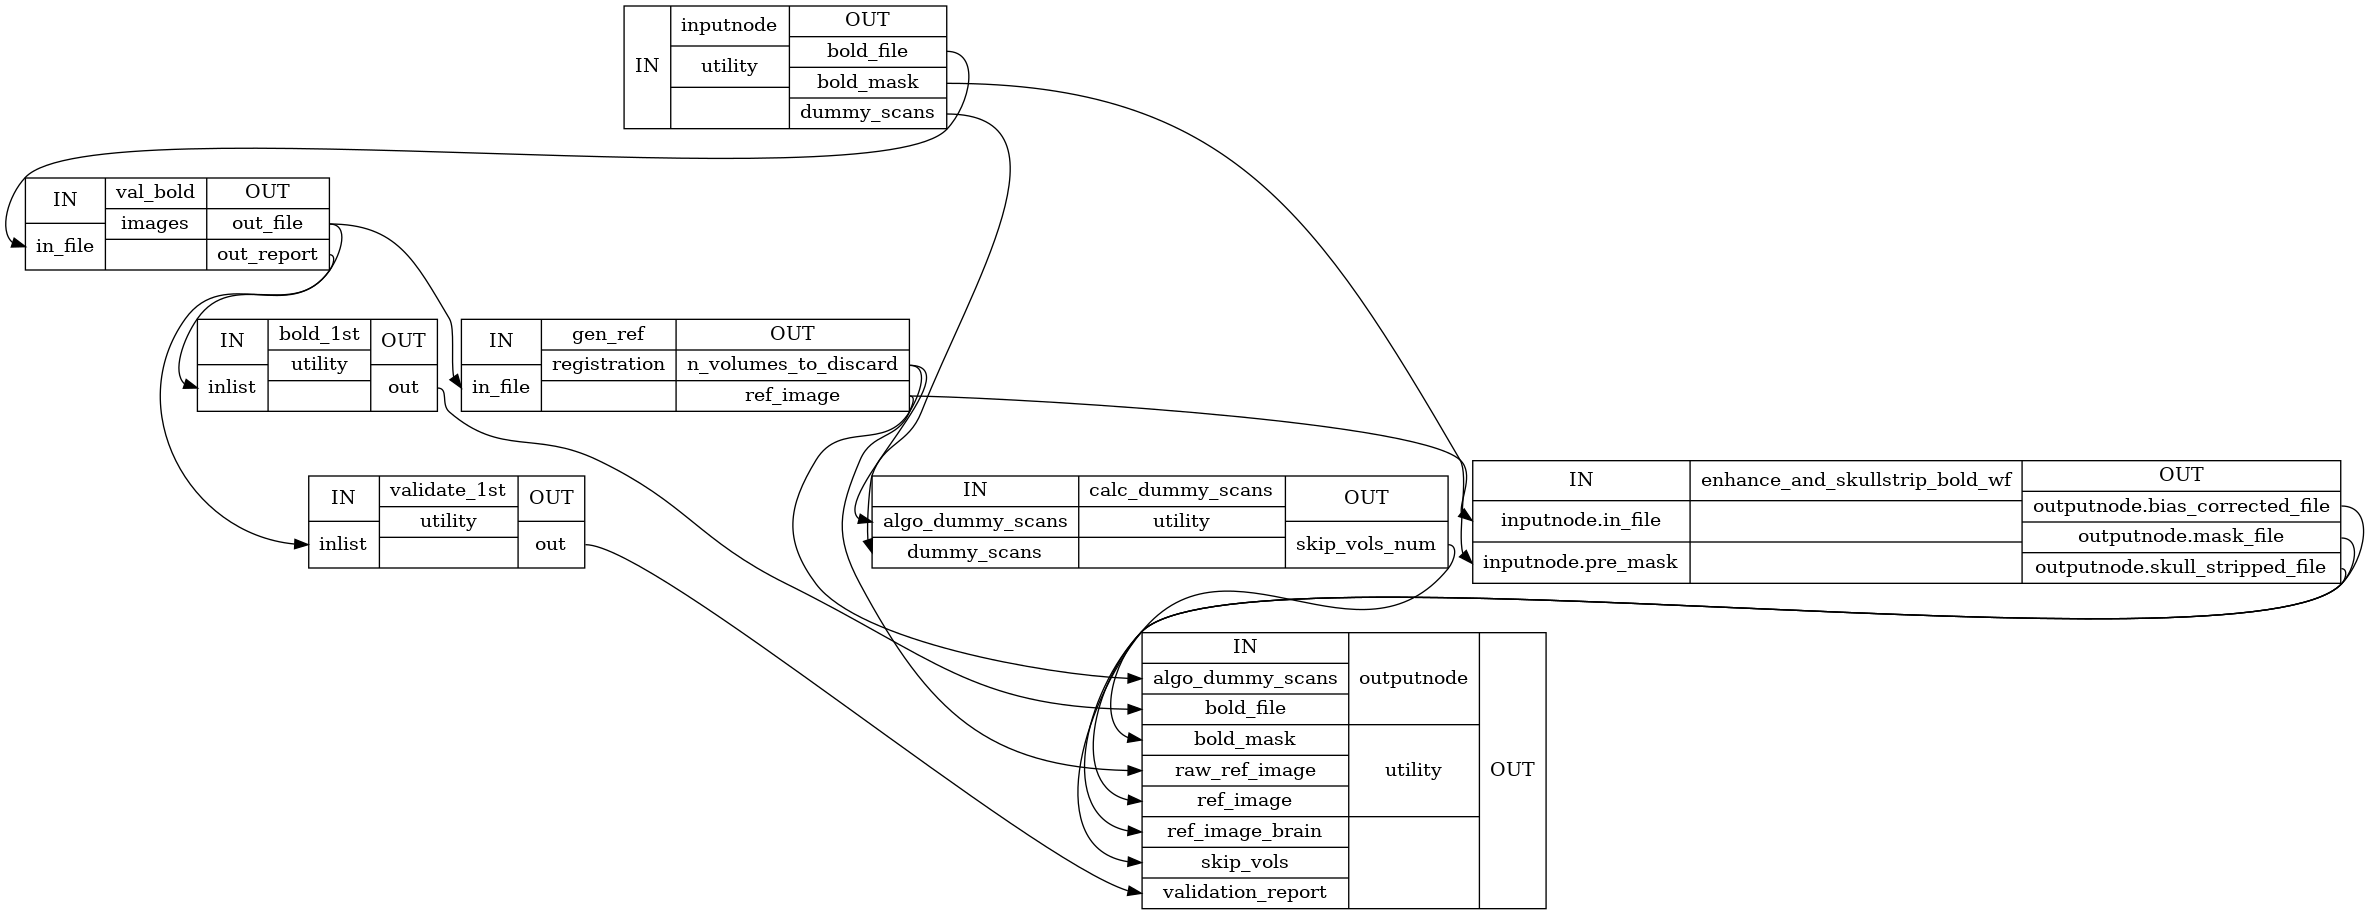 IN
inputnode
utility
OUT
bold_file
bold_mask
dummy_scans
IN
in_file
val_bold
images
OUT
out_file
out_report
IN
inlist
bold_1st
utility
OUT
out
IN
in_file
gen_ref
registration
OUT
n_volumes_to_discard
ref_image
IN
inlist
validate_1st
utility
OUT
out
IN
algo_dummy_scans
dummy_scans
calc_dummy_scans
utility
OUT
skip_vols_num
IN
inputnode.in_file
inputnode.pre_mask
enhance_and_skullstrip_bold_wf
OUT
outputnode.bias_corrected_file
outputnode.mask_file
outputnode.skull_stripped_file
IN
algo_dummy_scans
bold_file
bold_mask
raw_ref_image
ref_image
ref_image_brain
skip_vols
validation_report
outputnode
utility
OUT